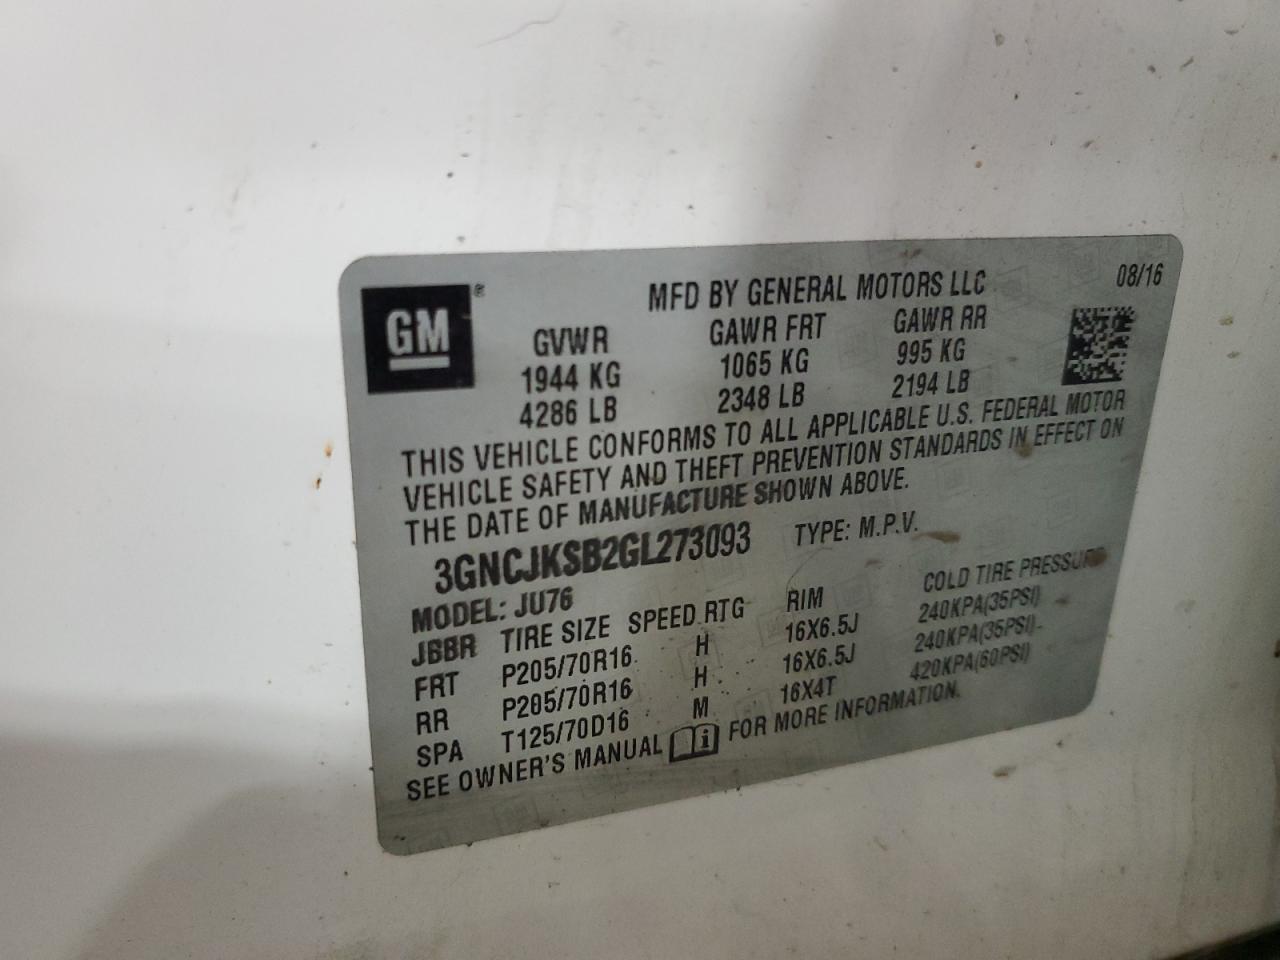 GM ®
MFD BY GENERAL MOTORS LLC 08/16
GVWR GAWR FRT GAWR RR
1944 KG 1065 KG 995 KG
4286 LB 2348 LB 2194 LB
THIS VEHICLE CONFORMS TO ALL APPLICABLE U.S. FEDERAL MOTOR
VEHICLE SAFETY AND THEFT PREVENTION STANDARDS IN EFFECT ON
THE DATE OF MANUFACTURE SHOWN ABOVE.
3GNCJKSB2GL273093 TYPE: M.P.V.
MODEL: JU76
JBBR TIRE SIZE SPEED RTG RIM COLD TIRE PRESSURE
FRT P205/70R16 H 16X6.5J 240KPA(35PSI)
RR P205/70R16 H 16X6.5J 240KPA(35PSI)
SPA T125/70D16 M 16X4T 420KPA(60PSI)
SEE OWNER'S MANUAL i FOR MORE INFORMATION.